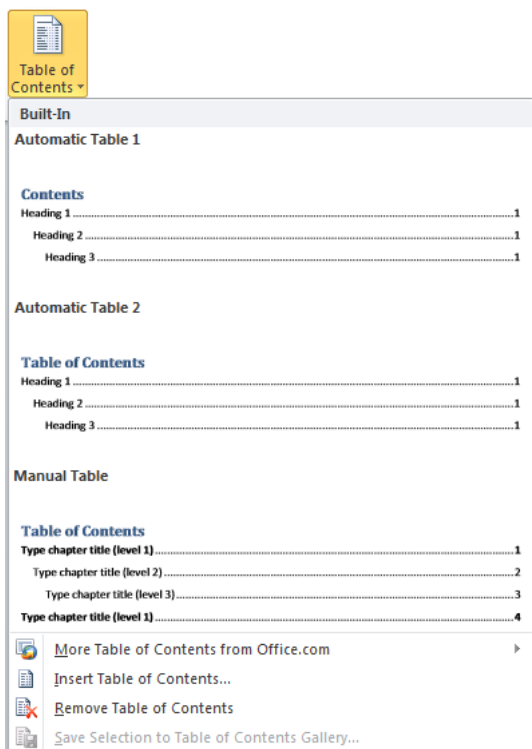 Table of
Contents
Built-In
Automatic Table 1
Contents
Heading 1.............................................................1
Heading 2.............................................................1
Heading 3.............................................................1
Automatic Table 2
Table of Contents
Heading 1.............................................................1
Heading 2.............................................................1
Heading 3.............................................................1
Manual Table
Table of Contents
Type chapter title (level 1).............................................................1
Type chapter title (level 2).............................................................2
Type chapter title (level 3).............................................................3
Type chapter title (level 1).............................................................4
More Table of Contents from Office.com
Insert Table of Contents...
Remove Table of Contents
Save Selection to Table of Contents Gallery...